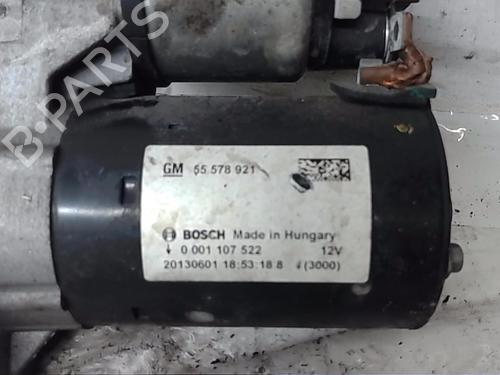 B-PARTS
GM 55 578 921
BOSCH Made in Hungary
0 001 107 522 12V
20130601 18:53:18 8 (3000)